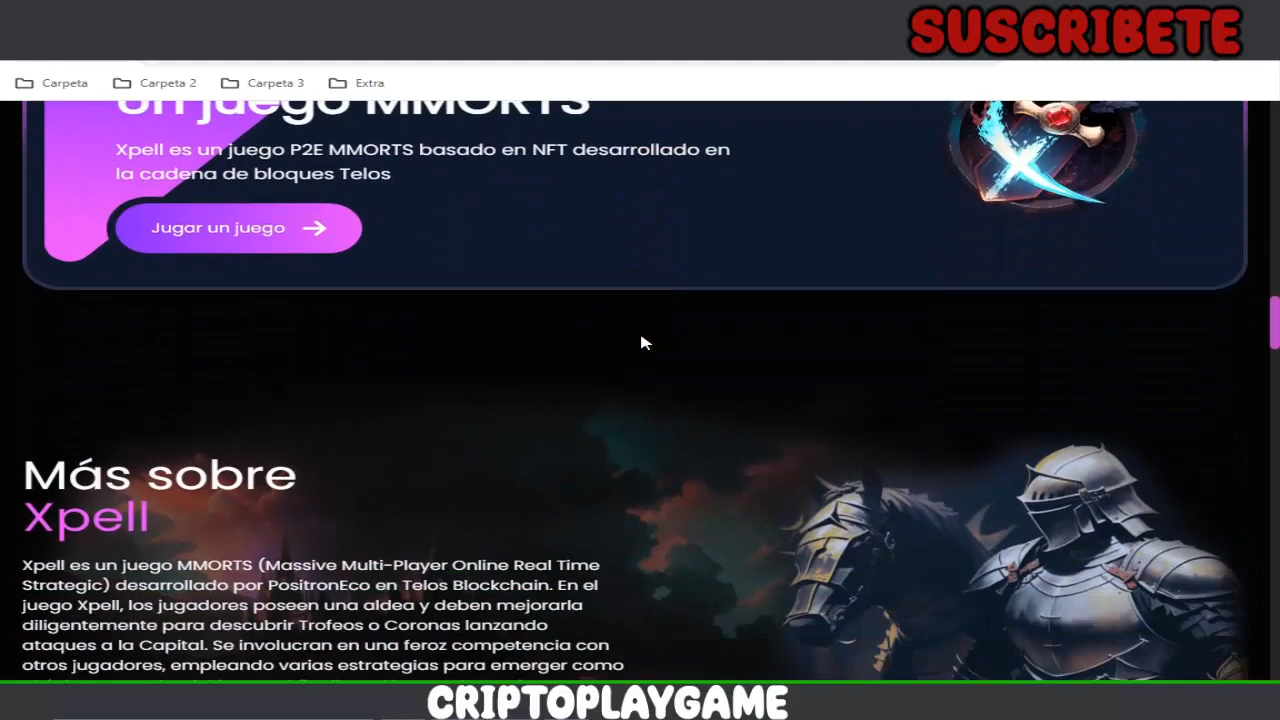 SUSCRIBETE
Carpeta
Carpeta 2
Carpeta 3
Extra
Un juego MMORTS
Xpell es un juego P2E MMORTS basado en NFT desarrollado en
la cadena de bloques Telos
Jugar un juego
Más sobre
Xpell
Xpell es un juego MMORTS (Massive Multi-Player Online Real Time
Strategic) desarrollado por PositronEco en Telos Blockchain. En el
juego Xpell, los jugadores poseen una aldea y deben mejorarla
diligentemente para descubrir Trofeos o Coronas lanzando
ataques a la Capital. Se involucran en una feroz competencia con
otros jugadores, empleando varias estrategias para emerger como
CRIPTOPLAYGAME